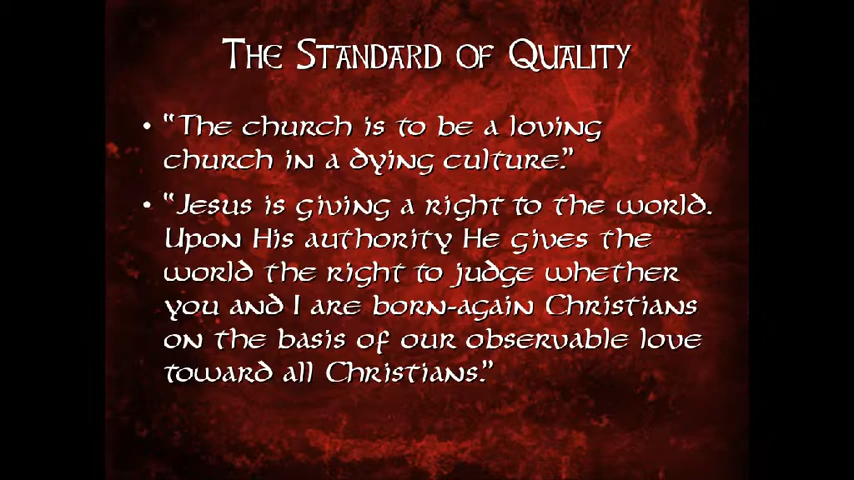 The Standard of Quality
• "The church is to be a loving
church in a dying culture."
• "Jesus is giving a right to the world.
Upon His authority He gives the
world the right to judge whether
you and I are born-again Christians
on the basis of our observable love
toward all Christians."